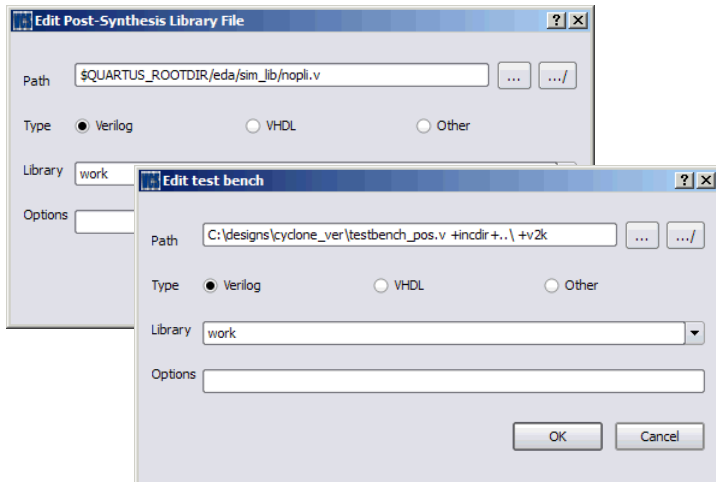 Edit Post-Synthesis Library File
Path $QUARTUS_ROOTDIR/eda/sim_lib/nopli.v ... .../
Type Verilog VHDL Other
Library work
Options
Edit test bench
Path C:\designs\cyclone_ver\testbench_pos.v +incdir+..\ +v2k ... .../
Type Verilog VHDL Other
Library work
Options
OK Cancel